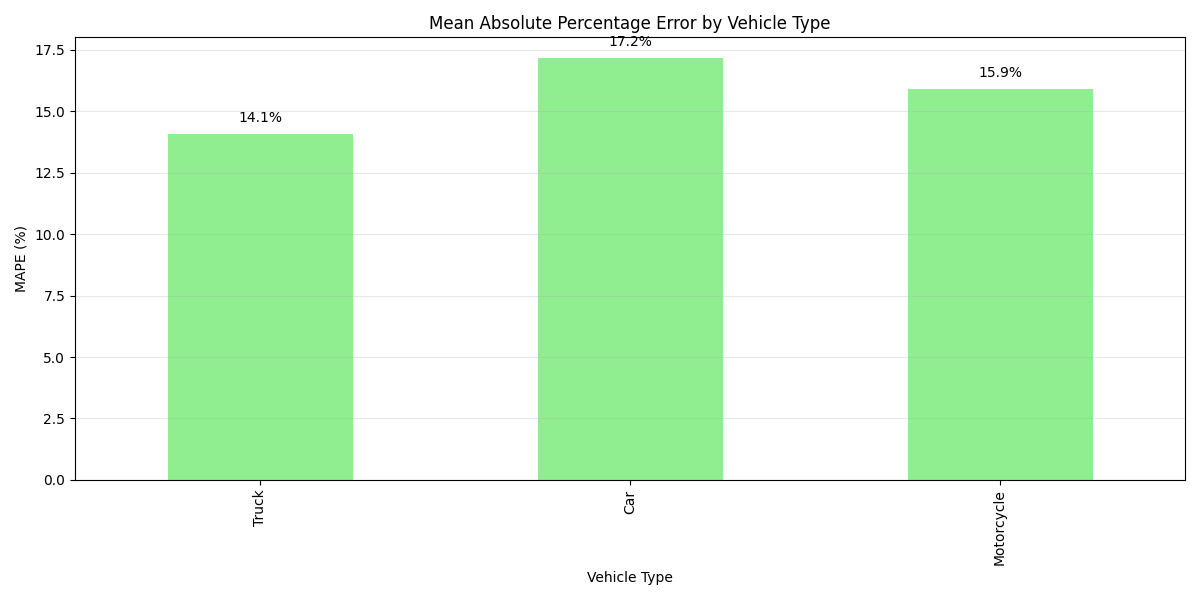 Mean Absolute Percentage Error by Vehicle Type
17.5
15.0
12.5
10.0
7.5
5.0
2.5
0.0
MAPE (%)
14.1%
17.2%
15.9%
Truck
Car
Motorcycle
Vehicle Type